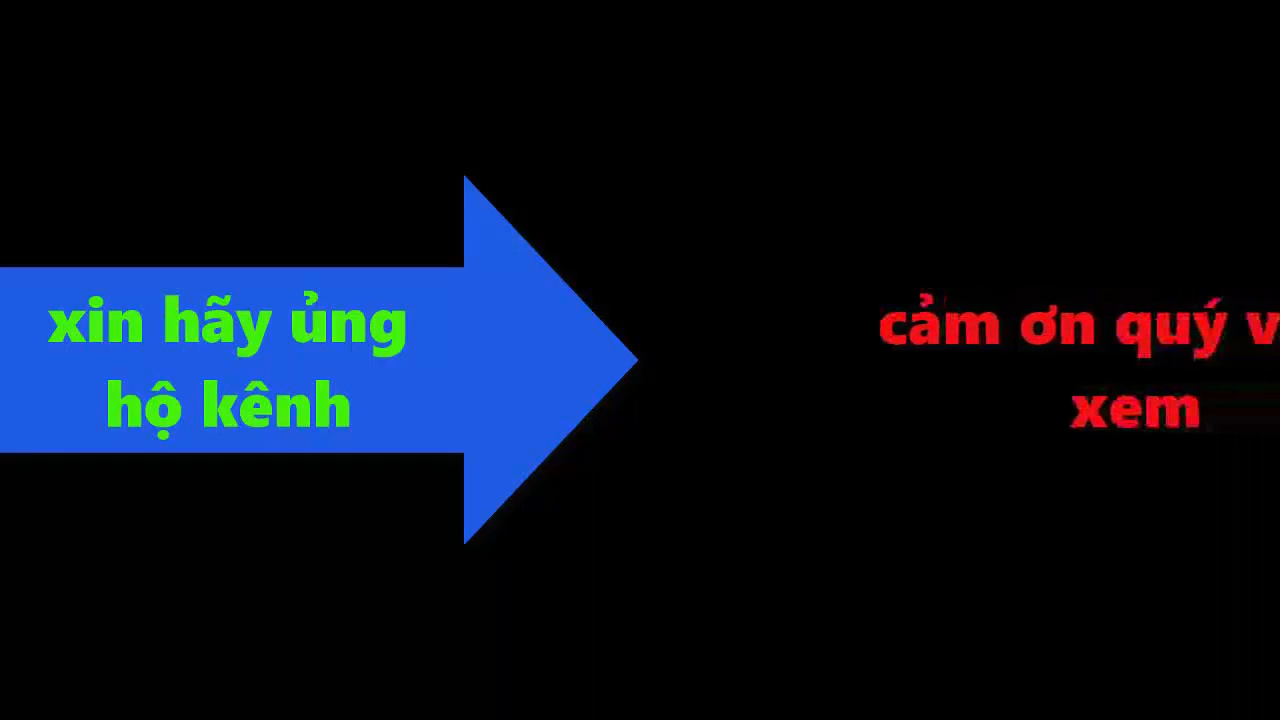 xin hãy ủng
hộ kênh
cảm ơn quý
xem